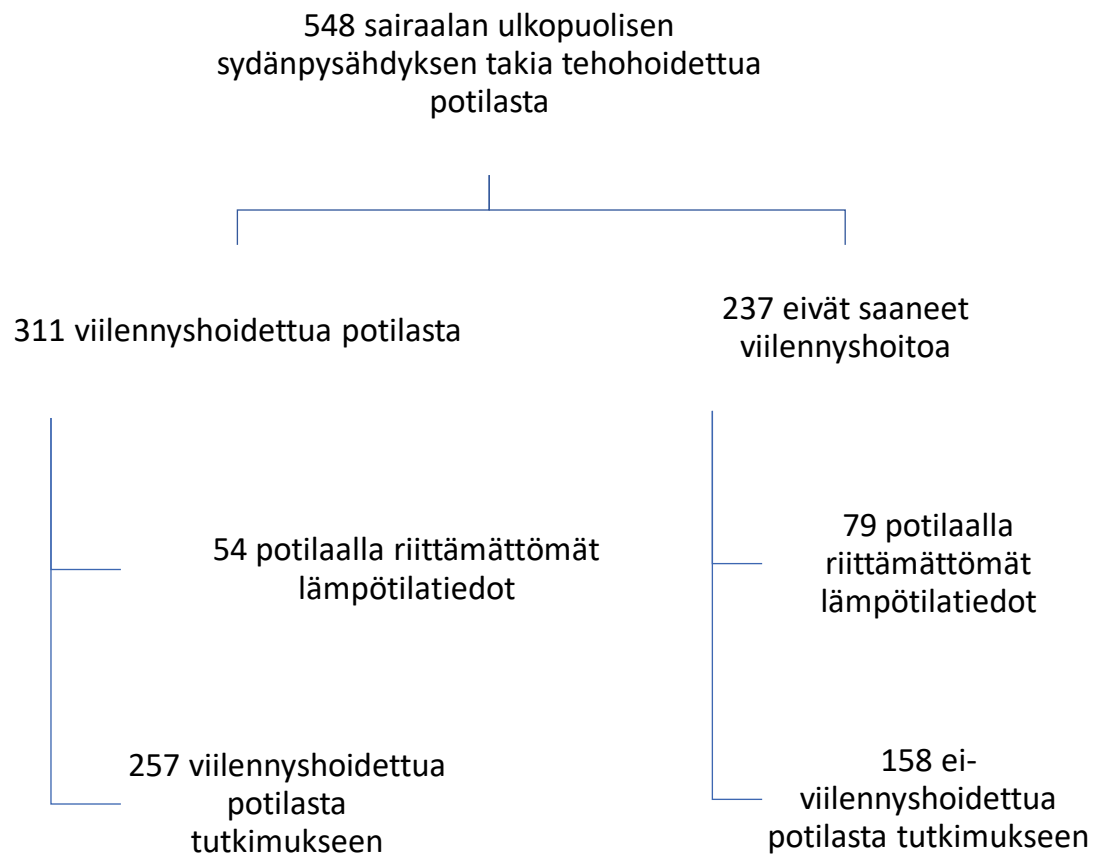 548 sairaalan ulkopuolisen
sydänpysähdyksen takia tehohoidettua
potilasta
311 viilennyshoidettua potilasta
237 eivät saaneet
viilennyshoitoa
54 potilaalla riittämättömät
lämpötilatiedot
79 potilaalla
riittämättömät
lämpötilatiedot
257 viilennyshoidettua
potilasta
tutkimukseen
158 ei-
viilennyshoidettua
potilasta tutkimukseen